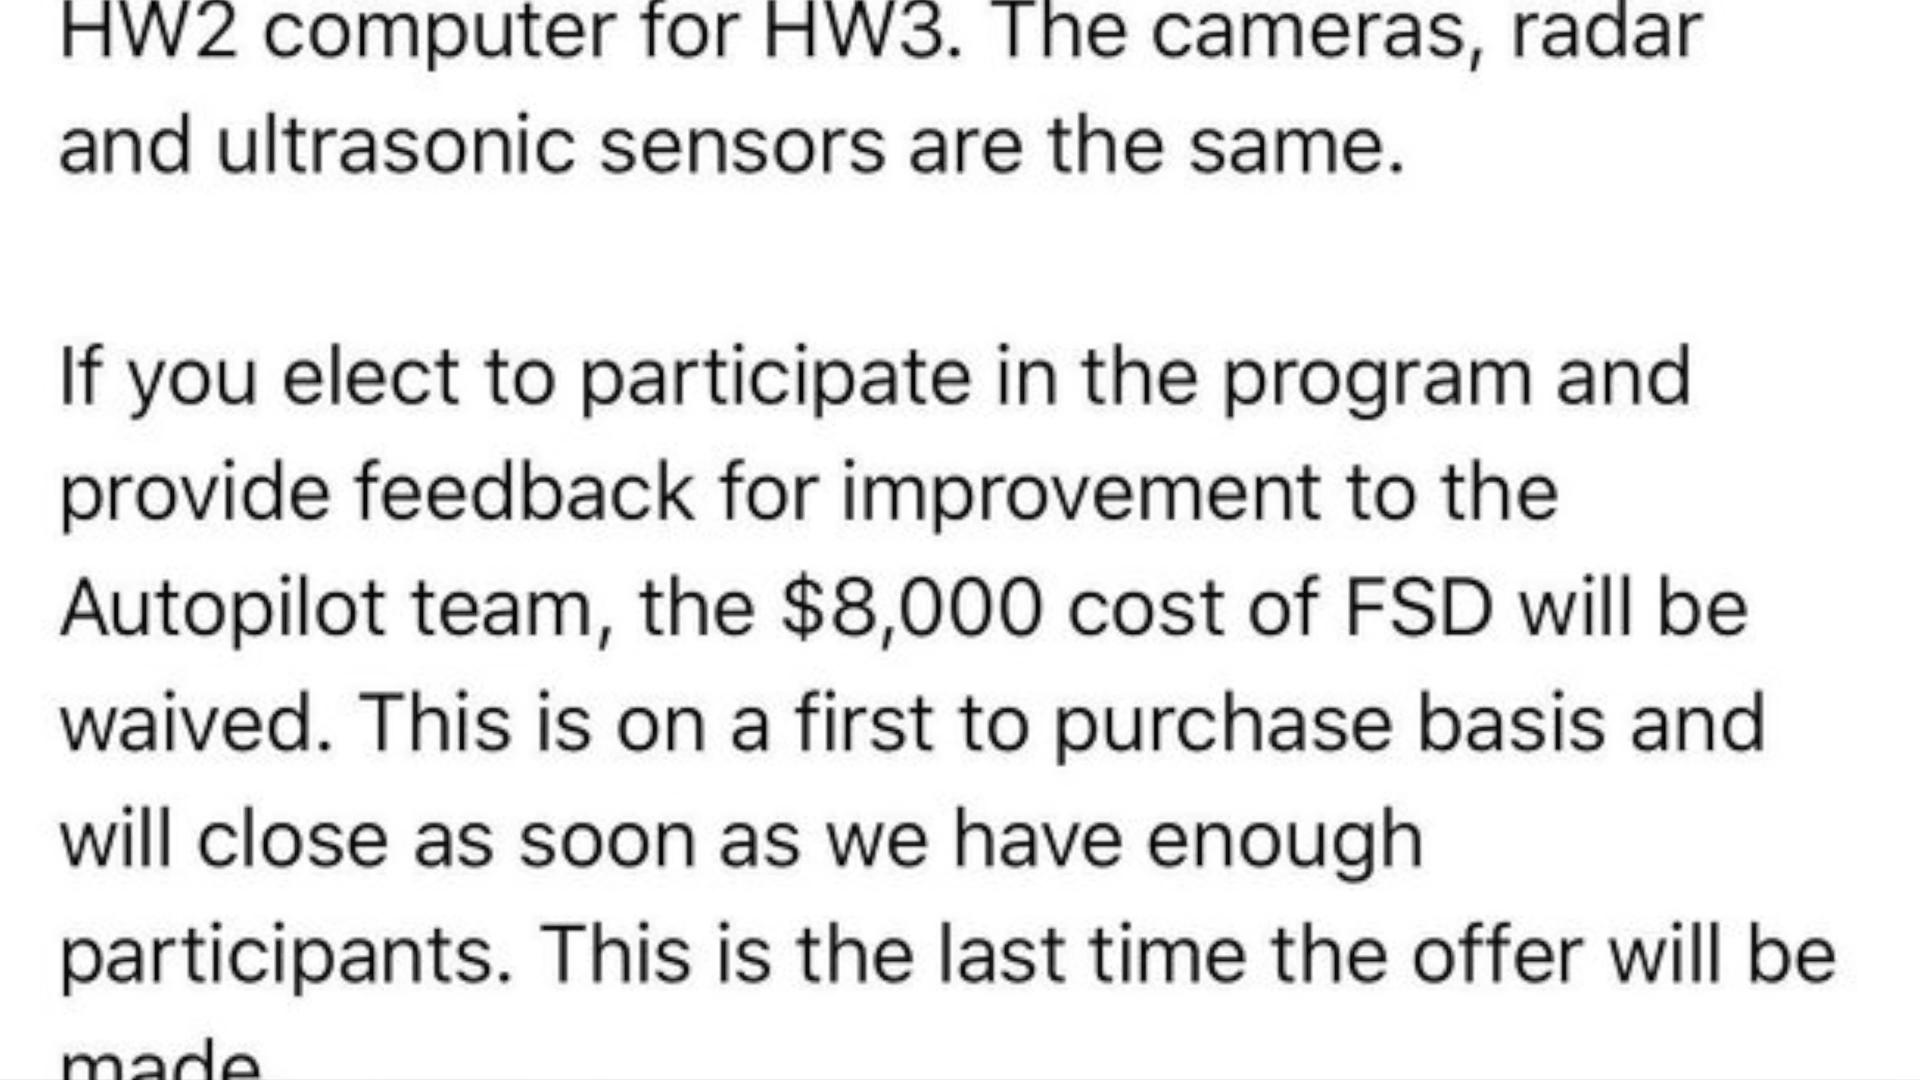 HW2 computer for HW3. The cameras, radar
and ultrasonic sensors are the same.
If you elect to participate in the program and
provide feedback for improvement to the
Autopilot team, the $8,000 cost of FSD will be
waived. This is on a first to purchase basis and
will close as soon as we have enough
participants. This is the last time the offer will be
made.